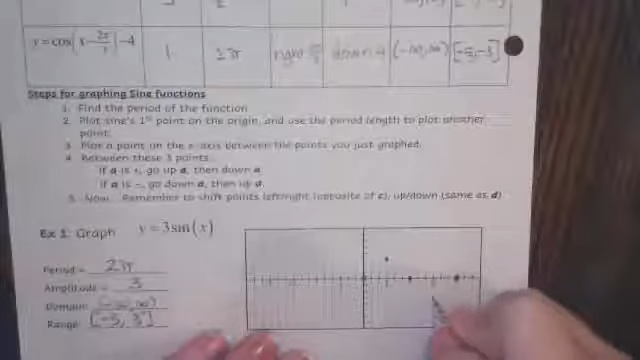 y = cos(x - 2π/3) - 4 1 2π right 2π/3 down 4 (-∞,∞) [-5,-3]
Steps for graphing Sine functions
1. Find the period of the function
2. Plot sine's 1st point on the origin, and use the period length to plot another
point.
3. Plot a point on the x-axis between the points you just graphed.
4. Between these 3 points...
If a is +, go up a, then down a.
If a is -, go down a, then up a.
5. Now... Remember to shift points left/right (opposite of c), up/down (same as d)
Ex 1: Graph y = 3sin(x)
Period = 2π
Amplitude = 3
Domain: (-∞,∞)
Range: [-3, 3]